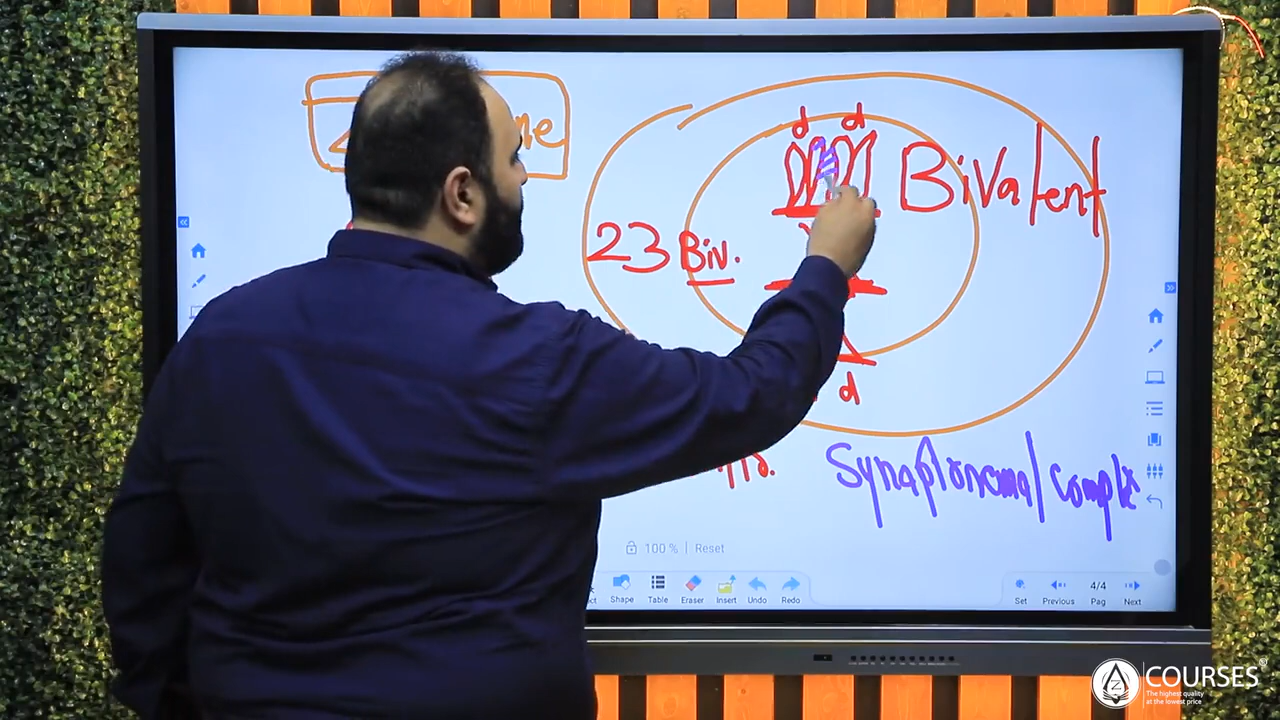 d d
Bivalent
23 Biv.
d
Synaptonemal Comple
100 % | Reset
Shape Table Eraser Insert Undo Redo
Set Previous Pag Next
4/4
COURSES
The highest quality
at the lowest price